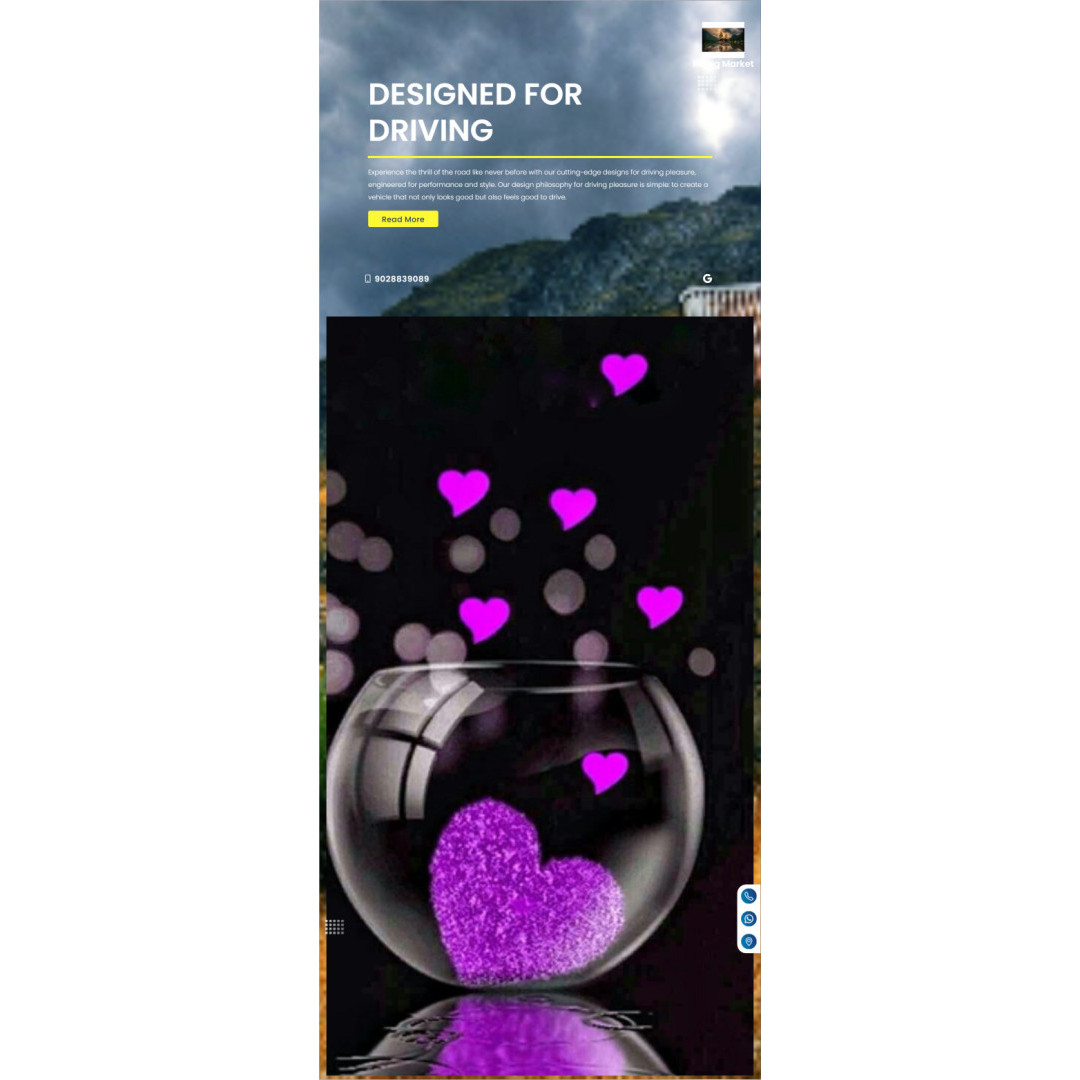 Market
DESIGNED FOR
DRIVING
Experience the thrill of the road like never before with our cutting-edge designs for driving pleasure,
engineered for performance and style. Our design philosophy for driving pleasure is simple: to create a
vehicle that not only looks good but also feels good to drive.
Read More
9028839089
G